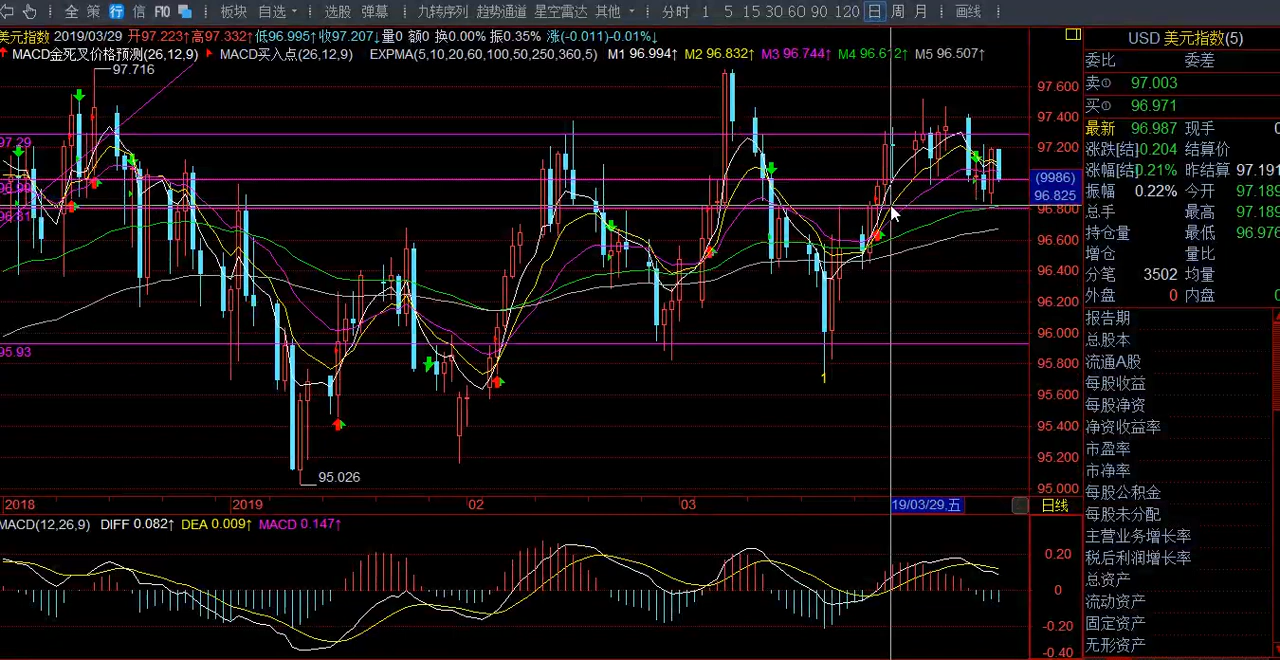 全 策 行 信 F10 板块 自选 选股 弹幕 九转序列 趋势通道 星空雷达 其他 分时 1 5 15 30 60 90 120 日 周 月 画线
美元指数 2019/03/29 开97.223↑高97.332↑低96.995↑收97.207↓量0 额0 换0.00% 振0.35% 涨(-0.011)-0.01%↓
MACD金死叉价格预测(26,12,9) MACD买入点(26,12,9) EXPMA(5,10,20,60,100,50,250,360,5) M1 96.994↑ M2 96.832↑ M3 96.744↑ M4 96.612↑ M5 96.507↑
97.716
97.29
96.81
95.93
95.026
1
97.600
97.400
97.200
(9986)
96.825
96.800
96.600
96.400
96.200
96.000
95.800
95.600
95.400
95.200
95.000
2018 2019 02 03 19/03/29,五 日线
MACD(12,26,9) DIFF 0.082↑ DEA 0.009↑ MACD 0.147↑
0.20
0
-0.20
-0.40
USD 美元指数(5)
委比 委差
卖 97.003
买 96.971
最新 96.987 现手 0
涨跌[结] 0.204 结算价
涨幅[结] 0.21% 昨结算 97.191
振幅 0.22% 今开 97.189
总手 最高 97.189
持仓量 最低 96.976
增仓 量比
分笔 3502 均量
外盘 0 内盘 0
报告期
总股本
流通A股
每股收益
每股净资
净资收益率
市盈率
市净率
每股公积金
每股未分配
主营业务增长率
税后利润增长率
总资产
流动资产
固定资产
无形资产